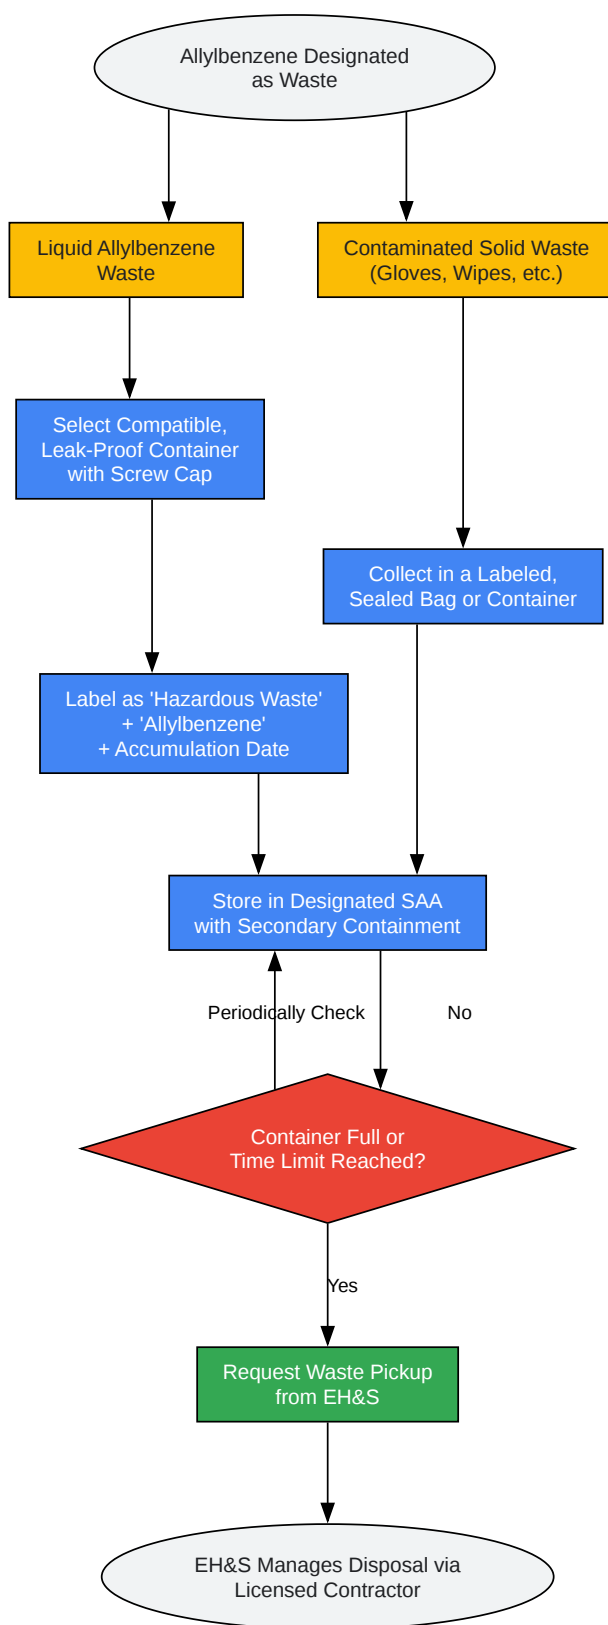 Allylbenzene Designated
as Waste
Liquid Allylbenzene
Waste
Contaminated Solid Waste
(Gloves, Wipes, etc.)
Select Compatible,
Leak-Proof Container
with Screw Cap
Collect in a Labeled,
Sealed Bag or Container
Label as 'Hazardous Waste'
+ 'Allylbenzene'
+ Accumulation Date
Store in Designated SAA
with Secondary Containment
Periodically Check
No
Container Full or
Time Limit Reached?
Yes
Request Waste Pickup
from EH&S
EH&S Manages Disposal via
Licensed Contractor